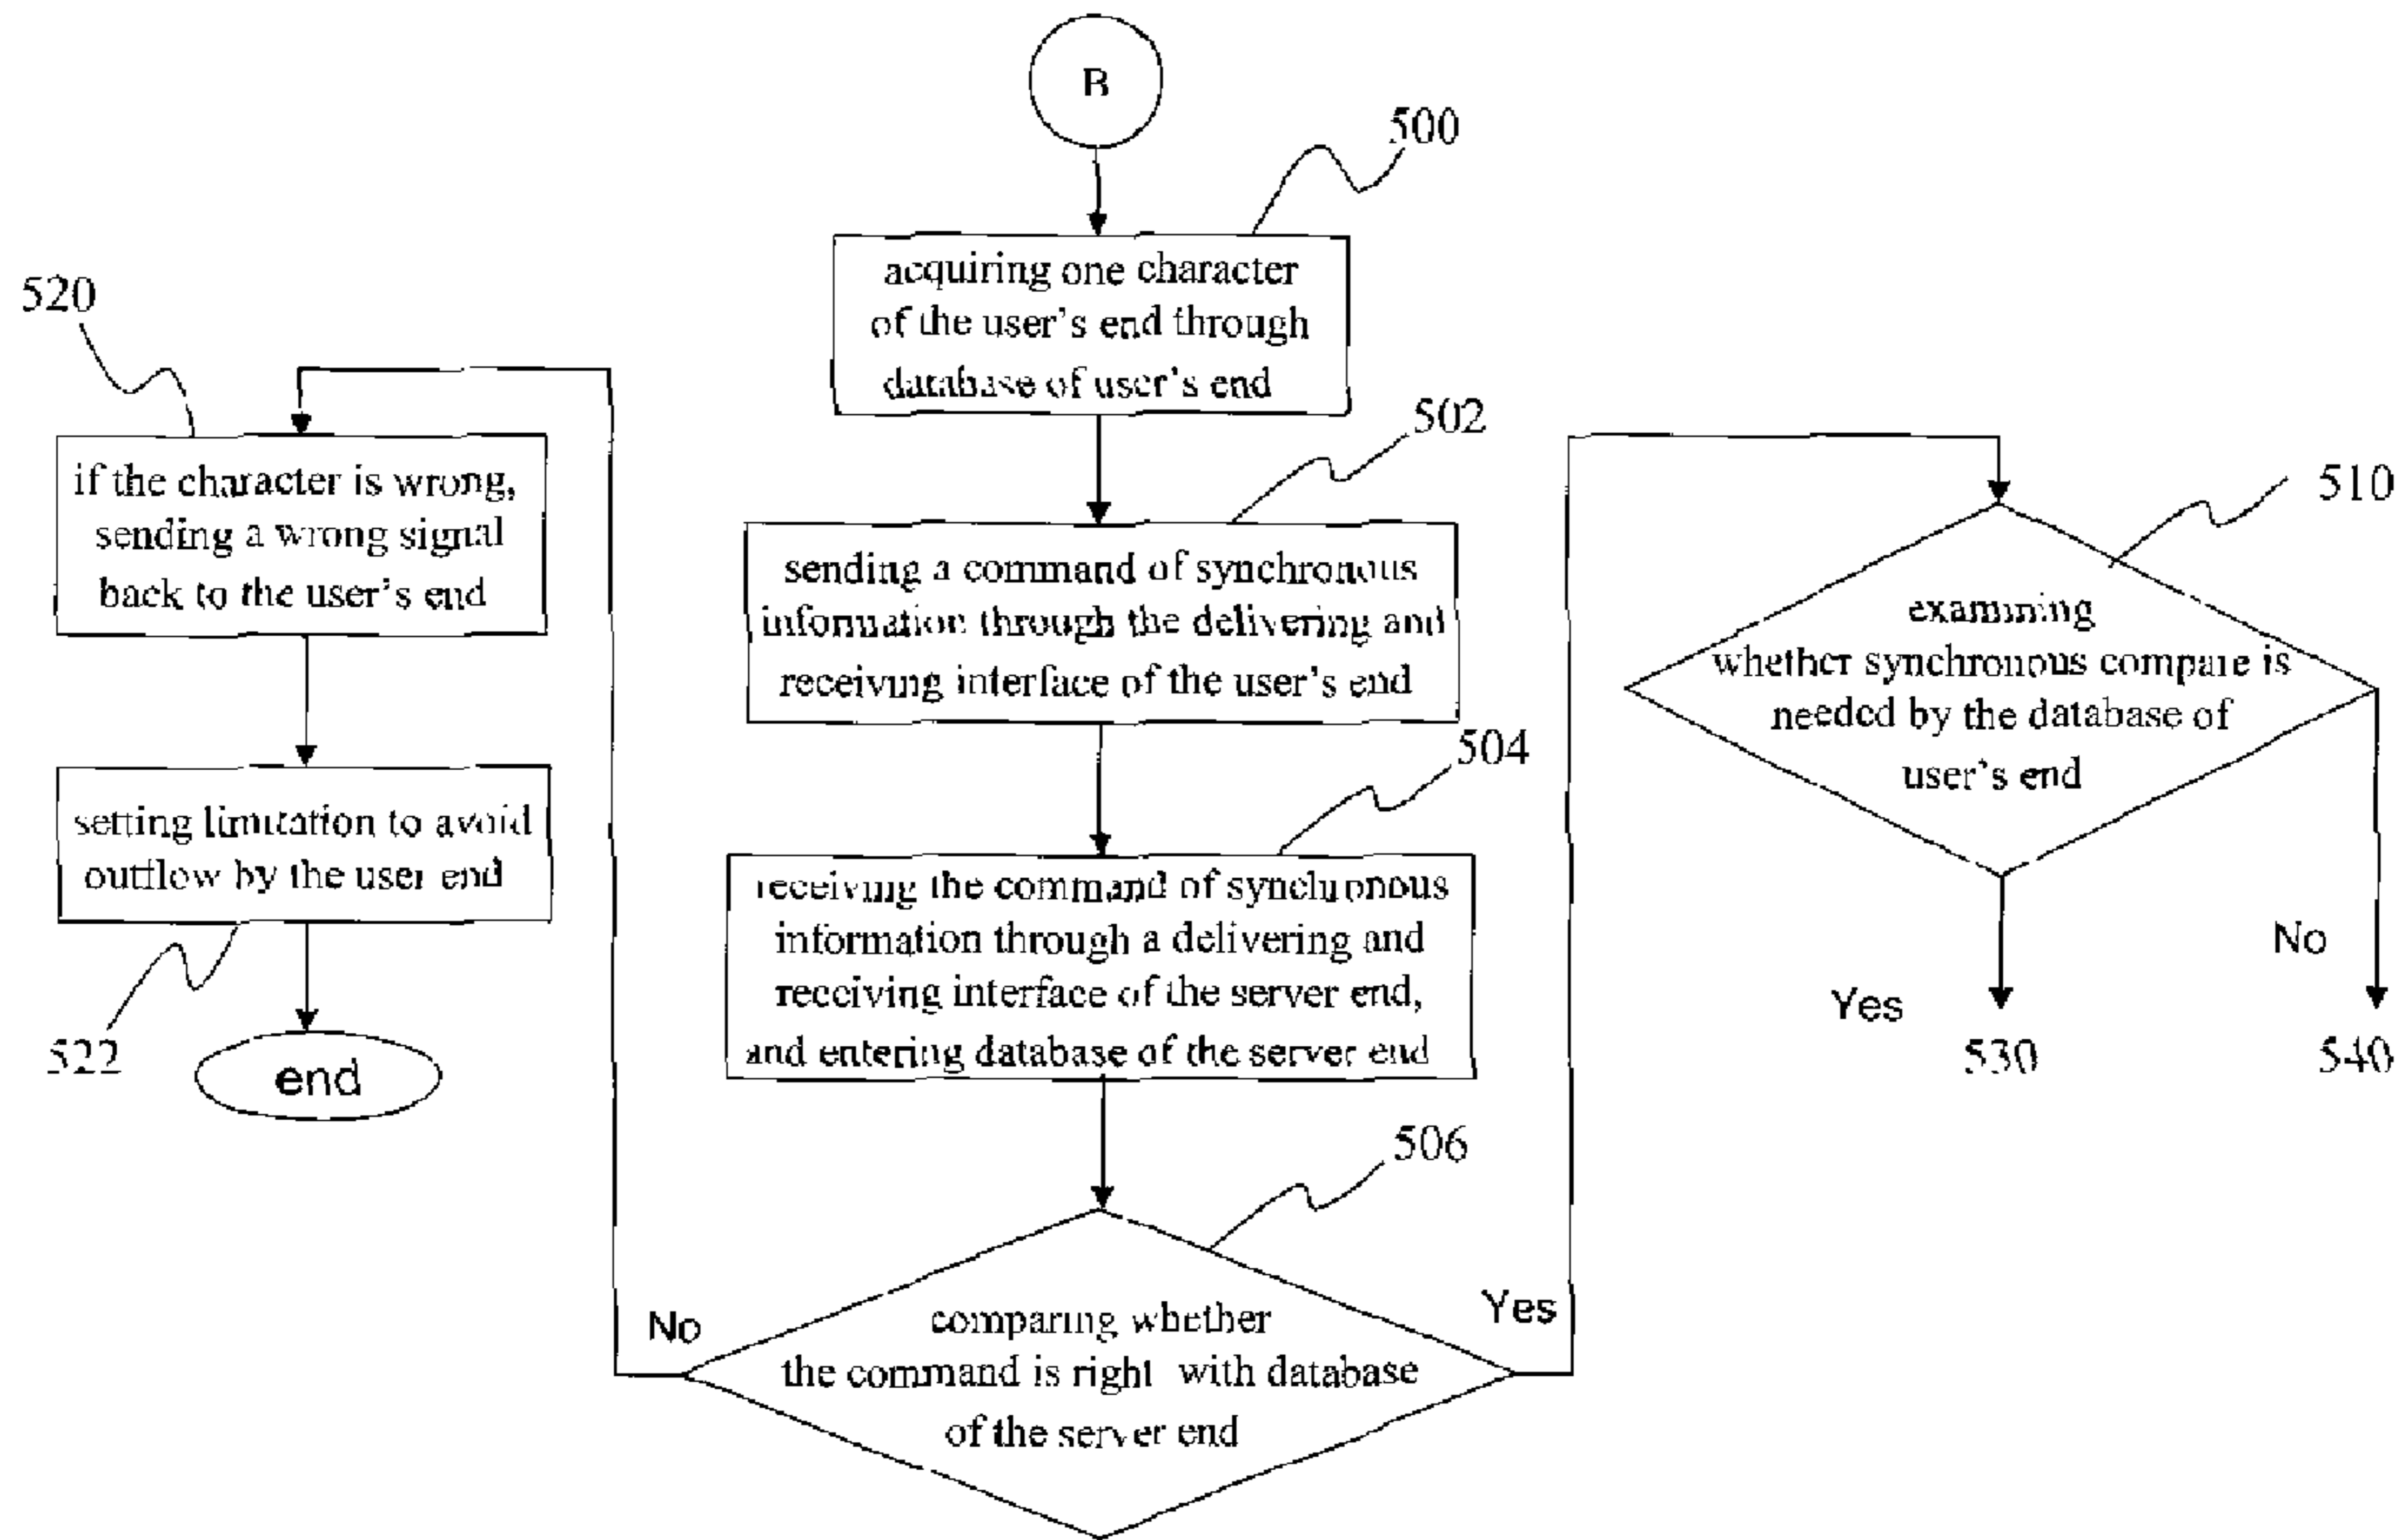 B
500
acquiring one character
of the user's end through
database of user's end
502
sending a command of synchronous
information through the delivering and
receiving interface of the user's end
504
receiving the command of synchronous
information through a delivering and
receiving interface of the server end,
and entering database of the server end
506
comparing whether
the command is right with database
of the server end
No
Yes
520
if the character is wrong,
sending a wrong signal
back to the user's end
setting limitation to avoid
outflow by the user end
522
end
510
examining
whether synchronous compare is
needed by the database of
user's end
Yes
No
530
540